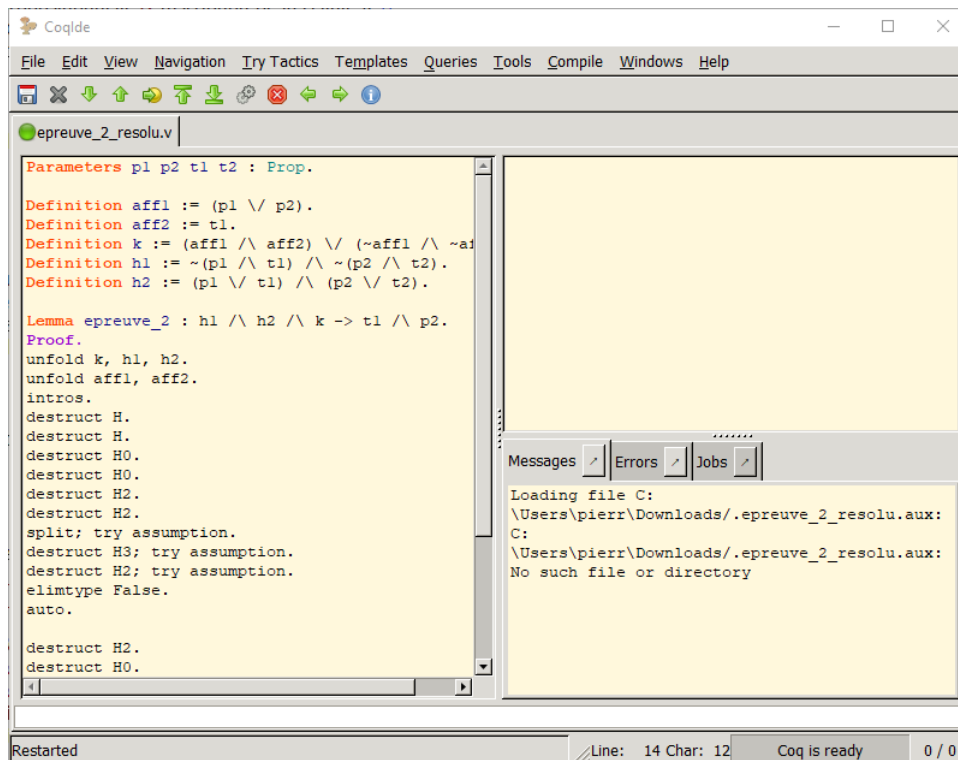 CoqIde
File Edit View Navigation Try Tactics Templates Queries Tools Compile Windows Help
epreuve_2_resolu.v
Parameters p1 p2 t1 t2 : Prop.
Definition aff1 := (p1 \/ p2).
Definition aff2 := t1.
Definition k := (aff1 /\ aff2) \/ (~aff1 /\ ~af
Definition h1 := ~(p1 /\ t1) /\ ~(p2 /\ t2).
Definition h2 := (p1 \/ t1) /\ (p2 \/ t2).
Lemma epreuve_2 : h1 /\ h2 /\ k -> t1 /\ p2.
Proof.
unfold k, h1, h2.
unfold aff1, aff2.
intros.
destruct H.
destruct H.
destruct H0.
destruct H0.
destruct H2.
destruct H2.
split; try assumption.
destruct H3; try assumption.
destruct H2; try assumption.
elimtype False.
auto.
destruct H2.
destruct H0.
Messages Errors Jobs
Loading file C:
\Users\pierr\Downloads/.epreuve_2_resolu.aux:
C:
\Users\pierr\Downloads/.epreuve_2_resolu.aux:
No such file or directory
Restarted
Line: 14 Char: 12
Coq is ready
0 / 0